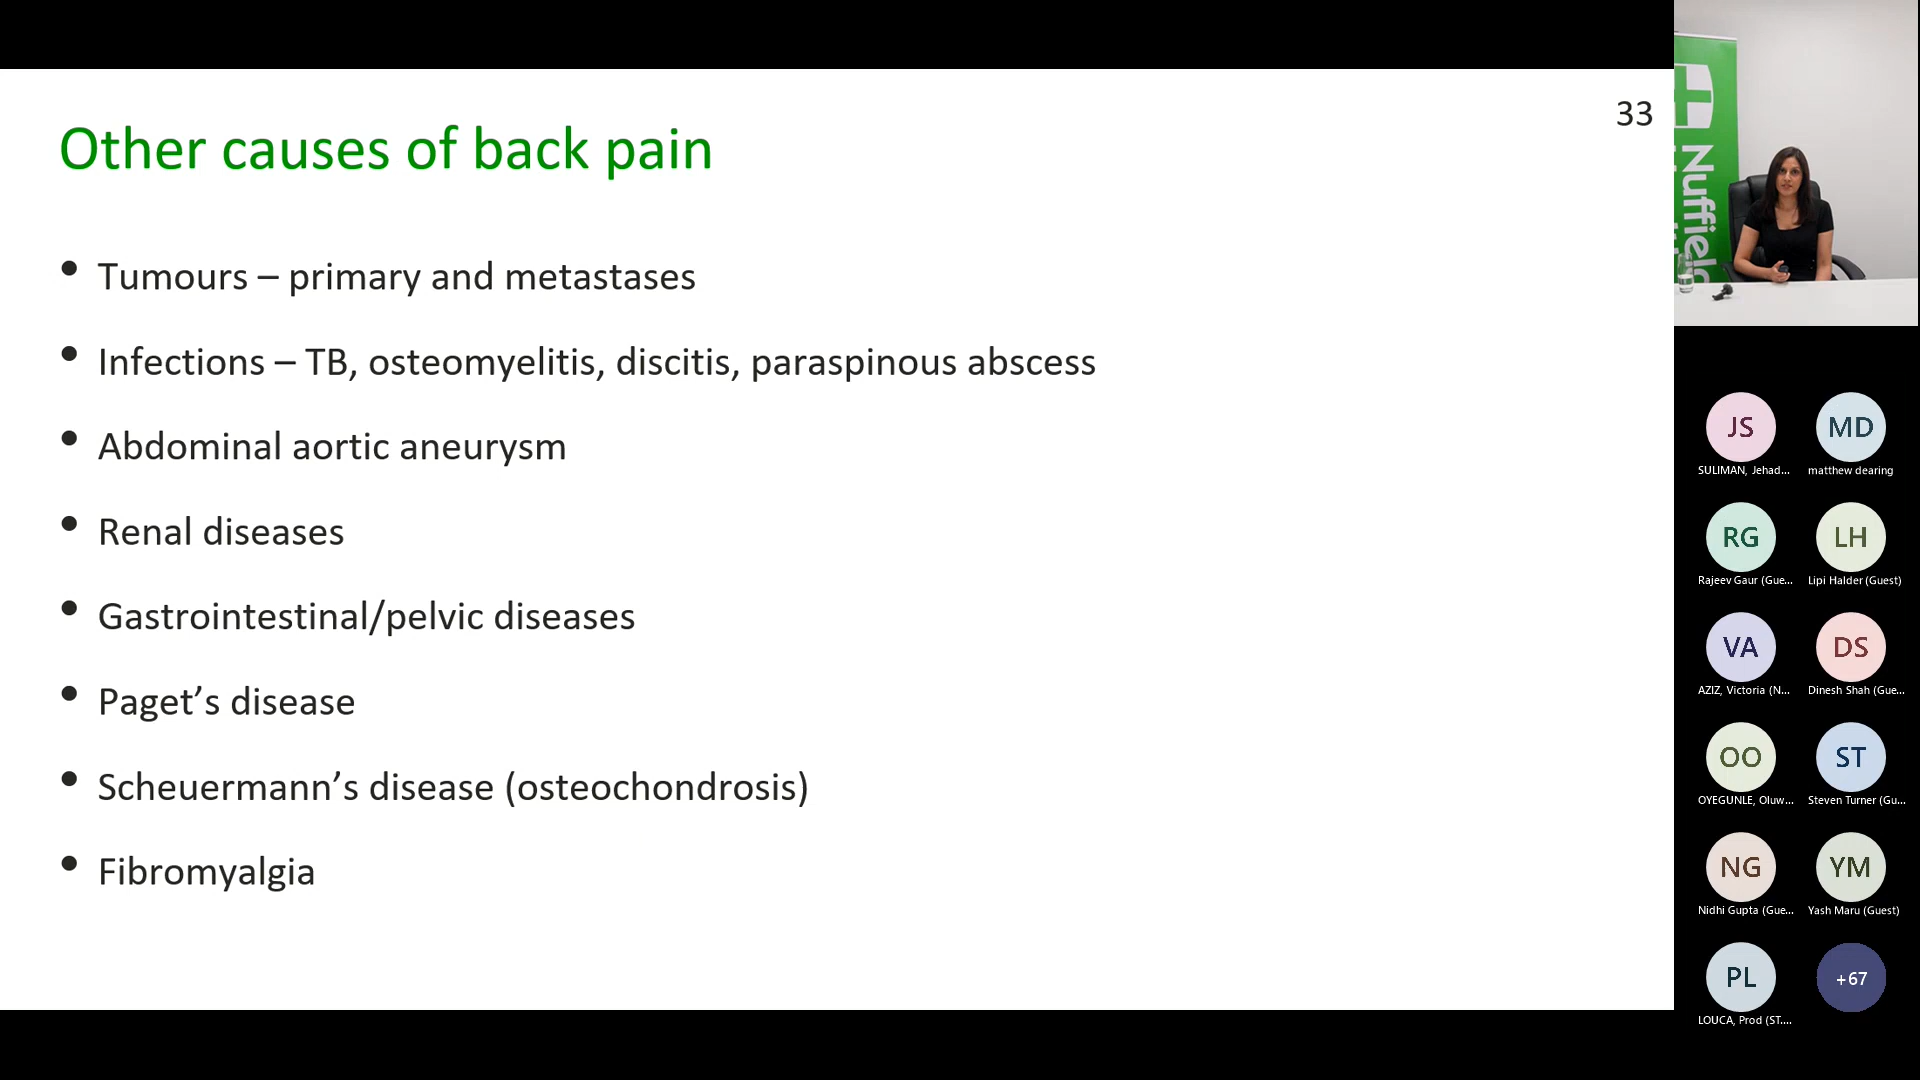 33
Other causes of back pain
• Tumours – primary and metastases
• Infections – TB, osteomyelitis, discitis, paraspinous abscess
• Abdominal aortic aneurysm
• Renal diseases
• Gastrointestinal/pelvic diseases
• Paget’s disease
• Scheuermann’s disease (osteochondrosis)
• Fibromyalgia
Nuffield
JS
MD
SULIMAN, Jehad...
matthew dearing
RG
LH
Rajeev Gaur (Gue...
Lipi Halder (Guest)
VA
DS
AZIZ, Victoria (N...
Dinesh Shah (Gue...
OO
ST
OYEGUNLE, Oluw...
Steven Turner (Gu...
NG
YM
Nidhi Gupta (Gue...
Yash Maru (Guest)
PL
+67
LOUCA, Prod (ST....